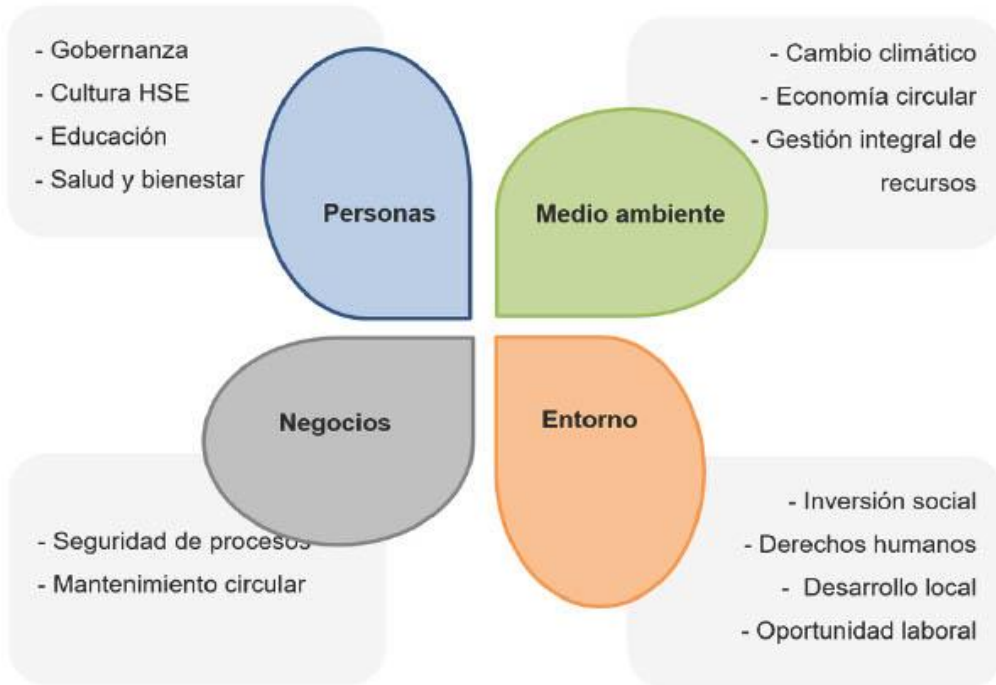 - Gobernanza
- Cultura HSE
- Educación
- Salud y bienestar
Personas
- Cambio climático
- Economía circular
- Gestión integral de
recursos
Medio ambiente
Negocios
- Seguridad de procesos
- Mantenimiento circular
Entorno
- Inversión social
- Derechos humanos
- Desarrollo local
- Oportunidad laboral